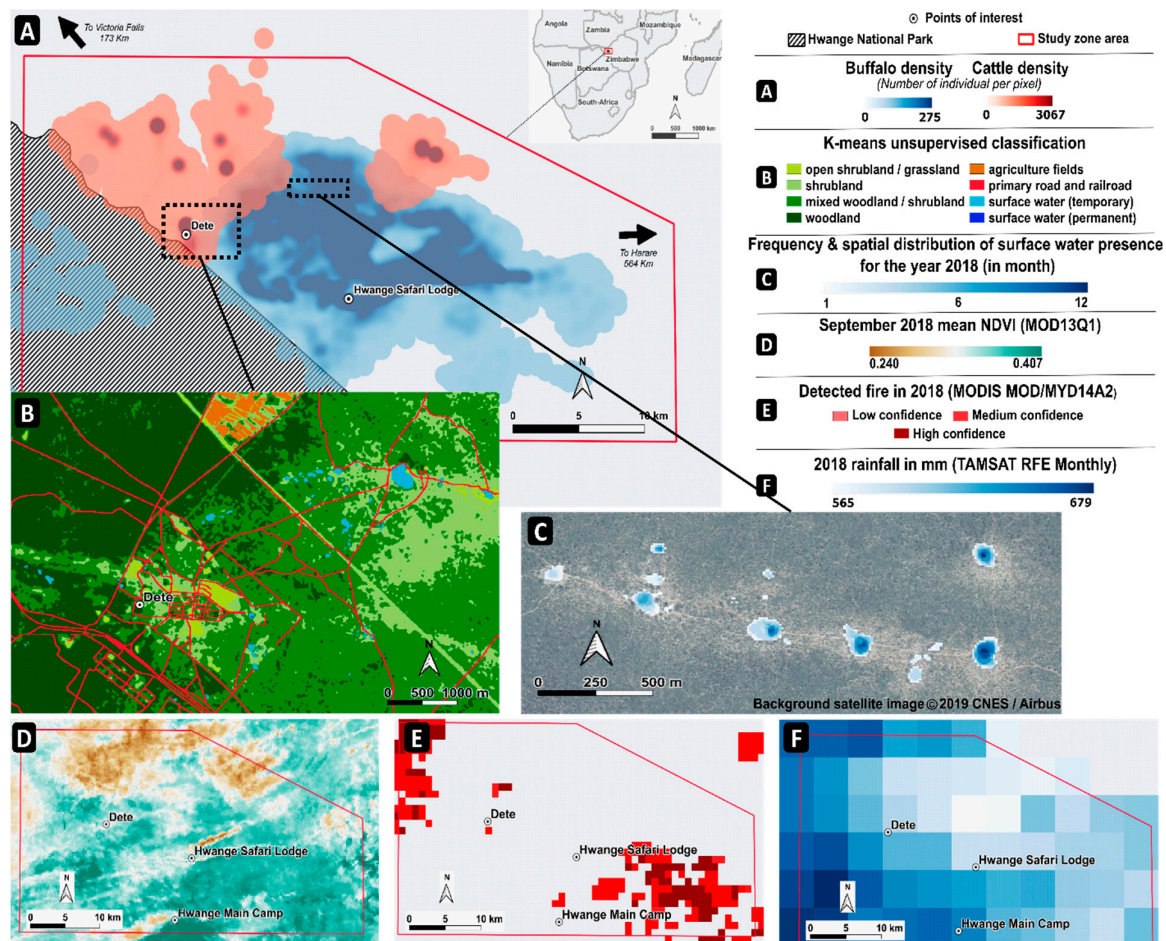 A
To Victoria Falls
173 Km
Angola
Zambia
Mozambique
Namibia
Zimbabwe
Botswana
Madagascar
South-Africa
N
0 500 1000 km
Dete
To Harare
564 Km
Hwange Safari Lodge
N
0 5 10 km
Points of interest
Hwange National Park
Study zone area
A
Buffalo density
Cattle density
(Number of individual per pixel)
0 275
0 3067
K-means unsupervised classification
B
open shrubland / grassland
agriculture fields
shrubland
primary road and railroad
mixed woodland / shrubland
surface water (temporary)
woodland
surface water (permanent)
Frequency & spatial distribution of surface water presence
for the year 2018 (in month)
C
1 6 12
September 2018 mean NDVI (MOD13Q1)
D
0.240 0.407
Detected fire in 2018 (MODIS MOD/MYD14A2)
E
Low confidence
Medium confidence
High confidence
2018 rainfall in mm (TAMSAT RFE Monthly)
F
565 679
B
Dete
N
0 500 1000 m
C
N
0 250 500 m
Background satellite image © 2019 CNES / Airbus
D
Dete
Hwange Safari Lodge
N
Hwange Main Camp
0 5 10 km
E
Dete
Hwange Safari Lodge
N
Hwange Main Camp
0 5 10 km
F
Dete
Hwange Safari Lodge
N
Hwange Main Camp
0 5 10 km